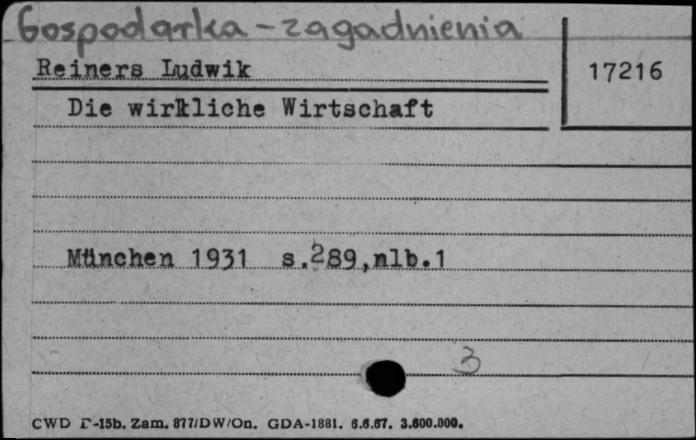 Gospodarka - zagadnienia
Reiners Ludwik
17216
Die wirkliche Wirtschaft
München 1931 s.289,nlb.1
3
CWD Г-15b. Zam. 877/DW/On. GDA-1881. 6.6.67. 3.600.000.